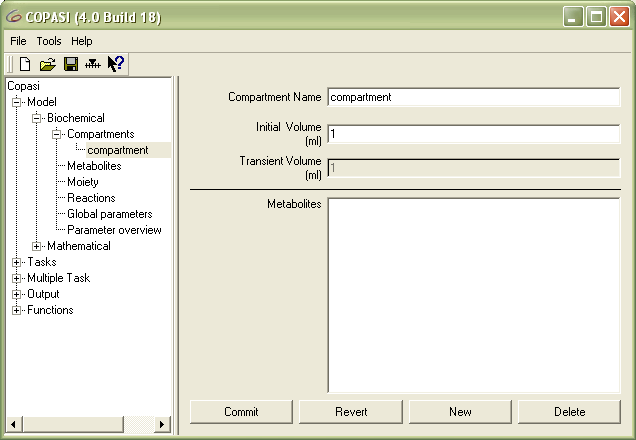 COPASI (4.0 Build 18)
File Tools Help
Copasi
Model
Biochemical
Compartments
compartment
Metabolites
Moiety
Reactions
Global parameters
Parameter overview
Mathematical
Tasks
Multiple Task
Output
Functions
Compartment Name compartment
Initial Volume
(ml) 1
Transient Volume
(ml) 1
Metabolites
Commit Revert New Delete